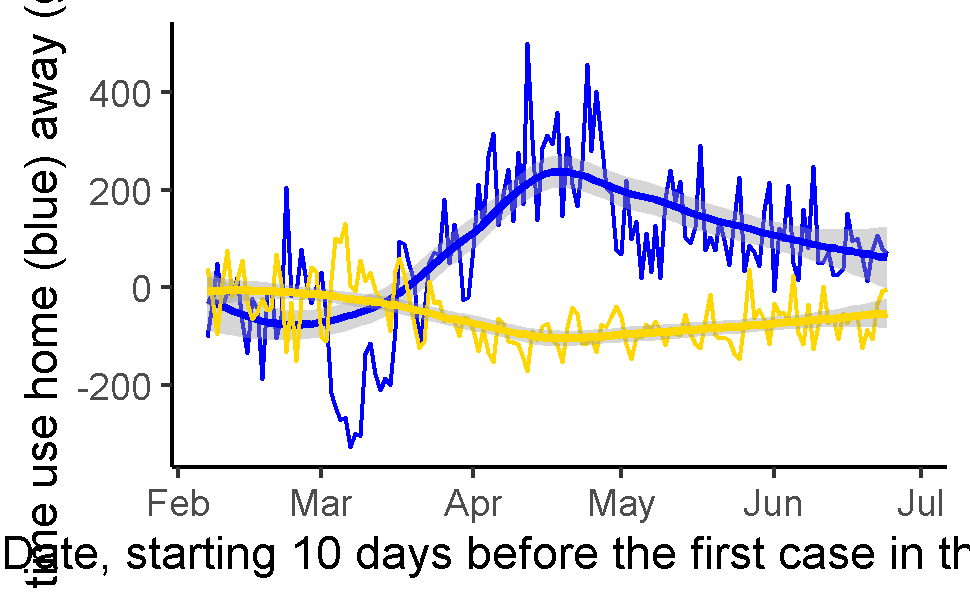 time use home (blue) away (
400
200
0
-200
Feb Mar Apr May Jun Jul
Date, starting 10 days before the first case in th